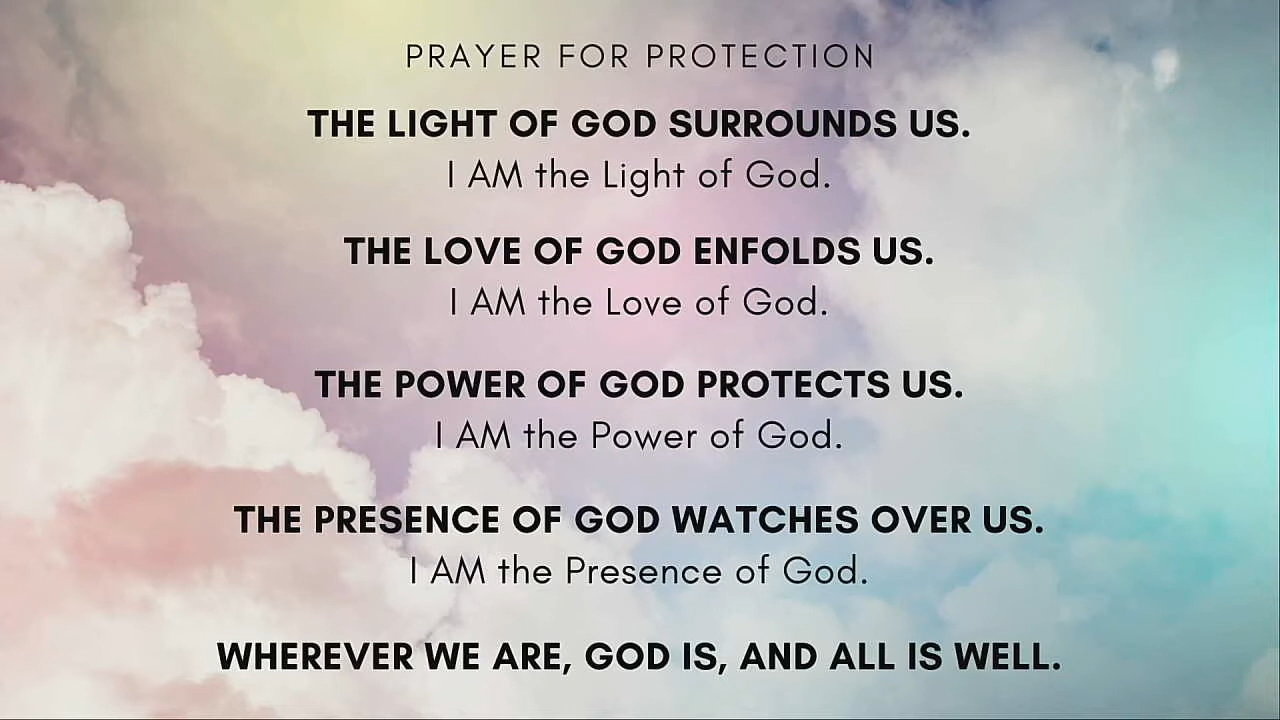 PRAYER FOR PROTECTION
THE LIGHT OF GOD SURROUNDS US.
I AM the Light of God.
THE LOVE OF GOD ENFOLDS US.
I AM the Love of God.
THE POWER OF GOD PROTECTS US.
I AM the Power of God.
THE PRESENCE OF GOD WATCHES OVER US.
I AM the Presence of God.
WHEREVER WE ARE, GOD IS, AND ALL IS WELL.